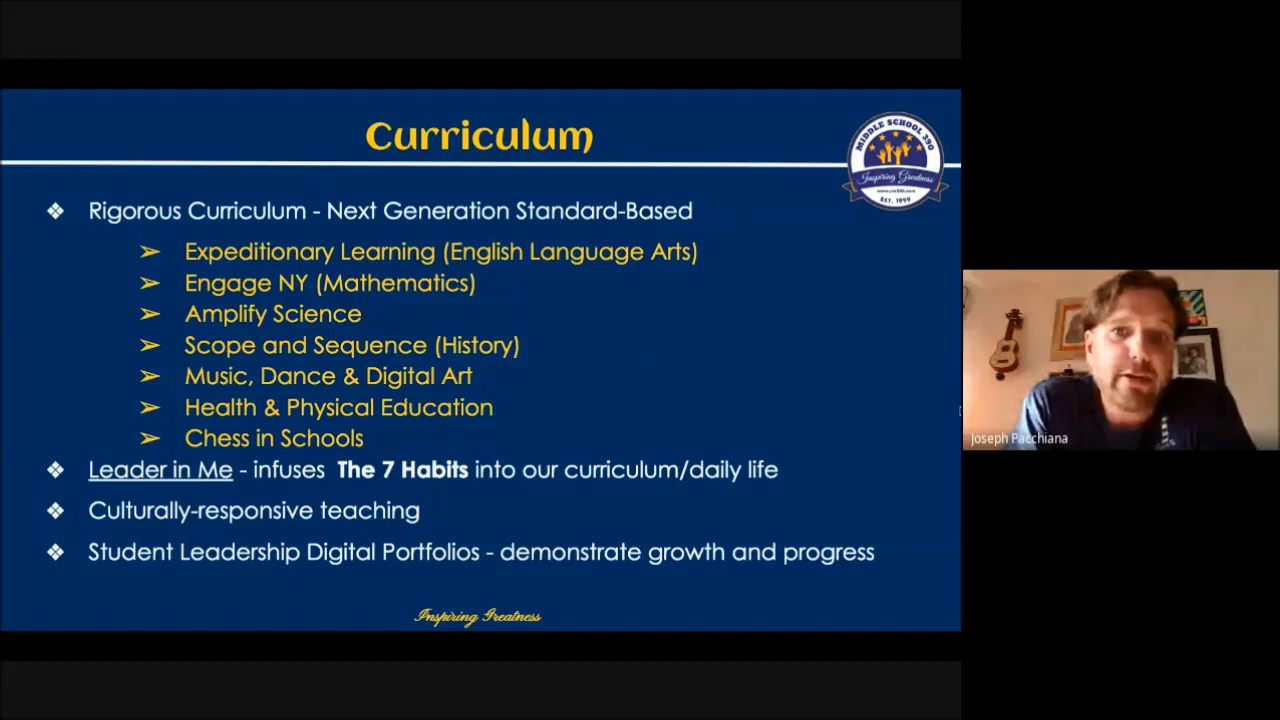 Curriculum
MIDDLE SCHOOL 390
Inspiring Greatness
www.ms390.com
EST. 1999
❖ Rigorous Curriculum - Next Generation Standard-Based
➢ Expeditionary Learning (English Language Arts)
➢ Engage NY (Mathematics)
➢ Amplify Science
➢ Scope and Sequence (History)
➢ Music, Dance & Digital Art
➢ Health & Physical Education
➢ Chess in Schools
❖ Leader in Me - infuses The 7 Habits into our curriculum/daily life
❖ Culturally-responsive teaching
❖ Student Leadership Digital Portfolios - demonstrate growth and progress
Inspiring Greatness
Joseph Pacchiana